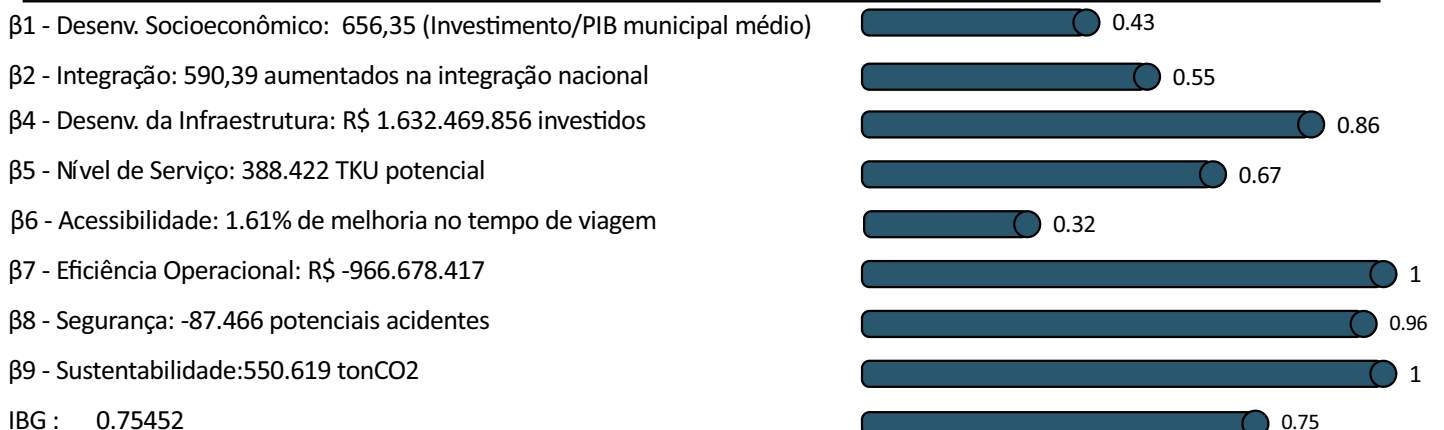 β1 - Desenv. Socioeconômico:  656,35 (Investimento/PIB municipal médio) 0.43
β2 - Integração: 590,39 aumentados na integração nacional 0.55
β4 - Desenv. da Infraestrutura: R$ 1.632.469.856 investidos 0.86
β5 - Nível de Serviço: 388.422 TKU potencial 0.67
β6 - Acessibilidade: 1.61% de melhoria no tempo de viagem 0.32
β7 - Eficiência Operacional: R$ -966.678.417 1
β8 - Segurança: -87.466 potenciais acidentes 0.96
β9 - Sustentabilidade:550.619 tonCO2 1
IBG :    0.75452 0.75